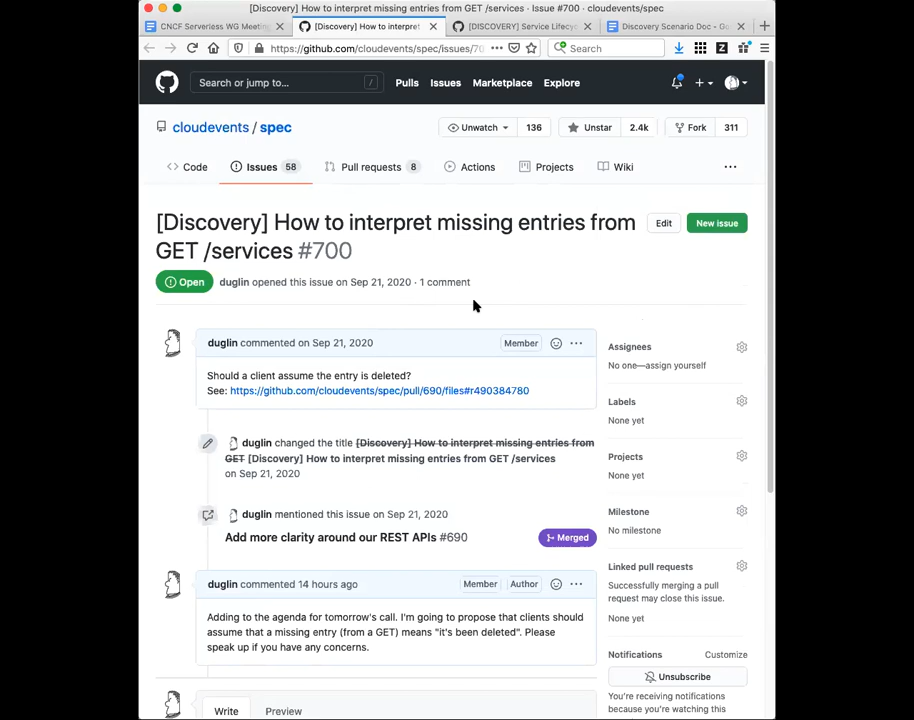 [Discovery] How to interpret missing entries from GET /services · Issue #700 · cloudevents/spec
CNCF Serverless WG Meetin
[Discovery] How to interpret
[DISCOVERY] Service Lifecyc
Discovery Scenario Doc - Go
https://github.com/cloudevents/spec/issues/70
Search
Search or jump to...
/
Pulls
Issues
Marketplace
Explore
cloudevents / spec
Unwatch
136
Unstar
2.4k
Fork
311
Code
Issues 58
Pull requests 8
Actions
Projects
Wiki
[Discovery] How to interpret missing entries from
GET /services #700
Edit
New issue
Open
duglin opened this issue on Sep 21, 2020 · 1 comment
duglin commented on Sep 21, 2020
Member
Should a client assume the entry is deleted?
See: https://github.com/cloudevents/spec/pull/690/files#r490384780
duglin changed the title [Discovery] How to interpret missing entries from
GET [Discovery] How to interpret missing entries from GET /services
on Sep 21, 2020
duglin mentioned this issue on Sep 21, 2020
Add more clarity around our REST APIs #690
Merged
duglin commented 14 hours ago
Member
Author
Adding to the agenda for tomorrow's call. I'm going to propose that clients should
assume that a missing entry (from a GET) means "it's been deleted". Please
speak up if you have any concerns.
Write
Preview
Assignees
No one—assign yourself
Labels
None yet
Projects
None yet
Milestone
No milestone
Linked pull requests
Successfully merging a pull
request may close this issue.
None yet
Notifications
Customize
Unsubscribe
You're receiving notifications
because you're watching this